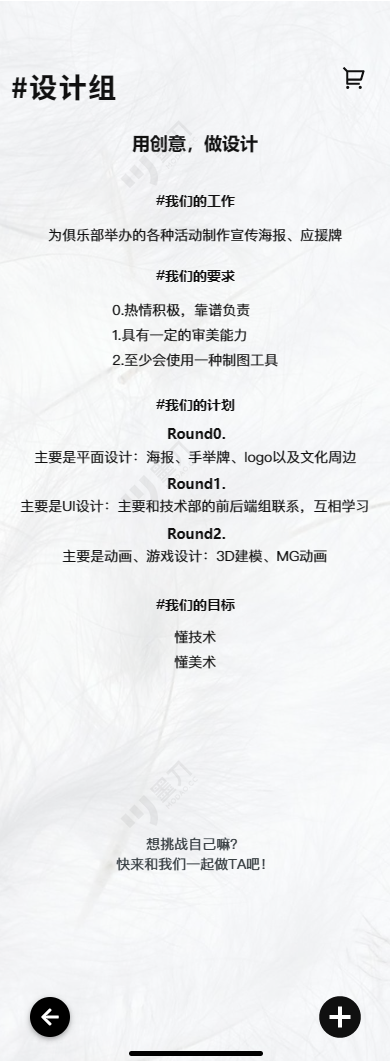 #设计组
用创意，做设计
#我们的工作
为俱乐部举办的各种活动制作宣传海报、应援牌
#我们的要求
0.热情积极，靠谱负责
1.具有一定的审美能力
2.至少会使用一种制图工具
#我们的计划
Round0.
主要是平面设计：海报、手举牌、logo以及文化周边
Round1.
主要是UI设计：主要和技术部的前后端组联系，互相学习
Round2.
主要是动画、游戏设计：3D建模、MG动画
#我们的目标
懂技术
懂美术
墨刀
想挑战自己嘛？
快来和我们一起做TA吧！